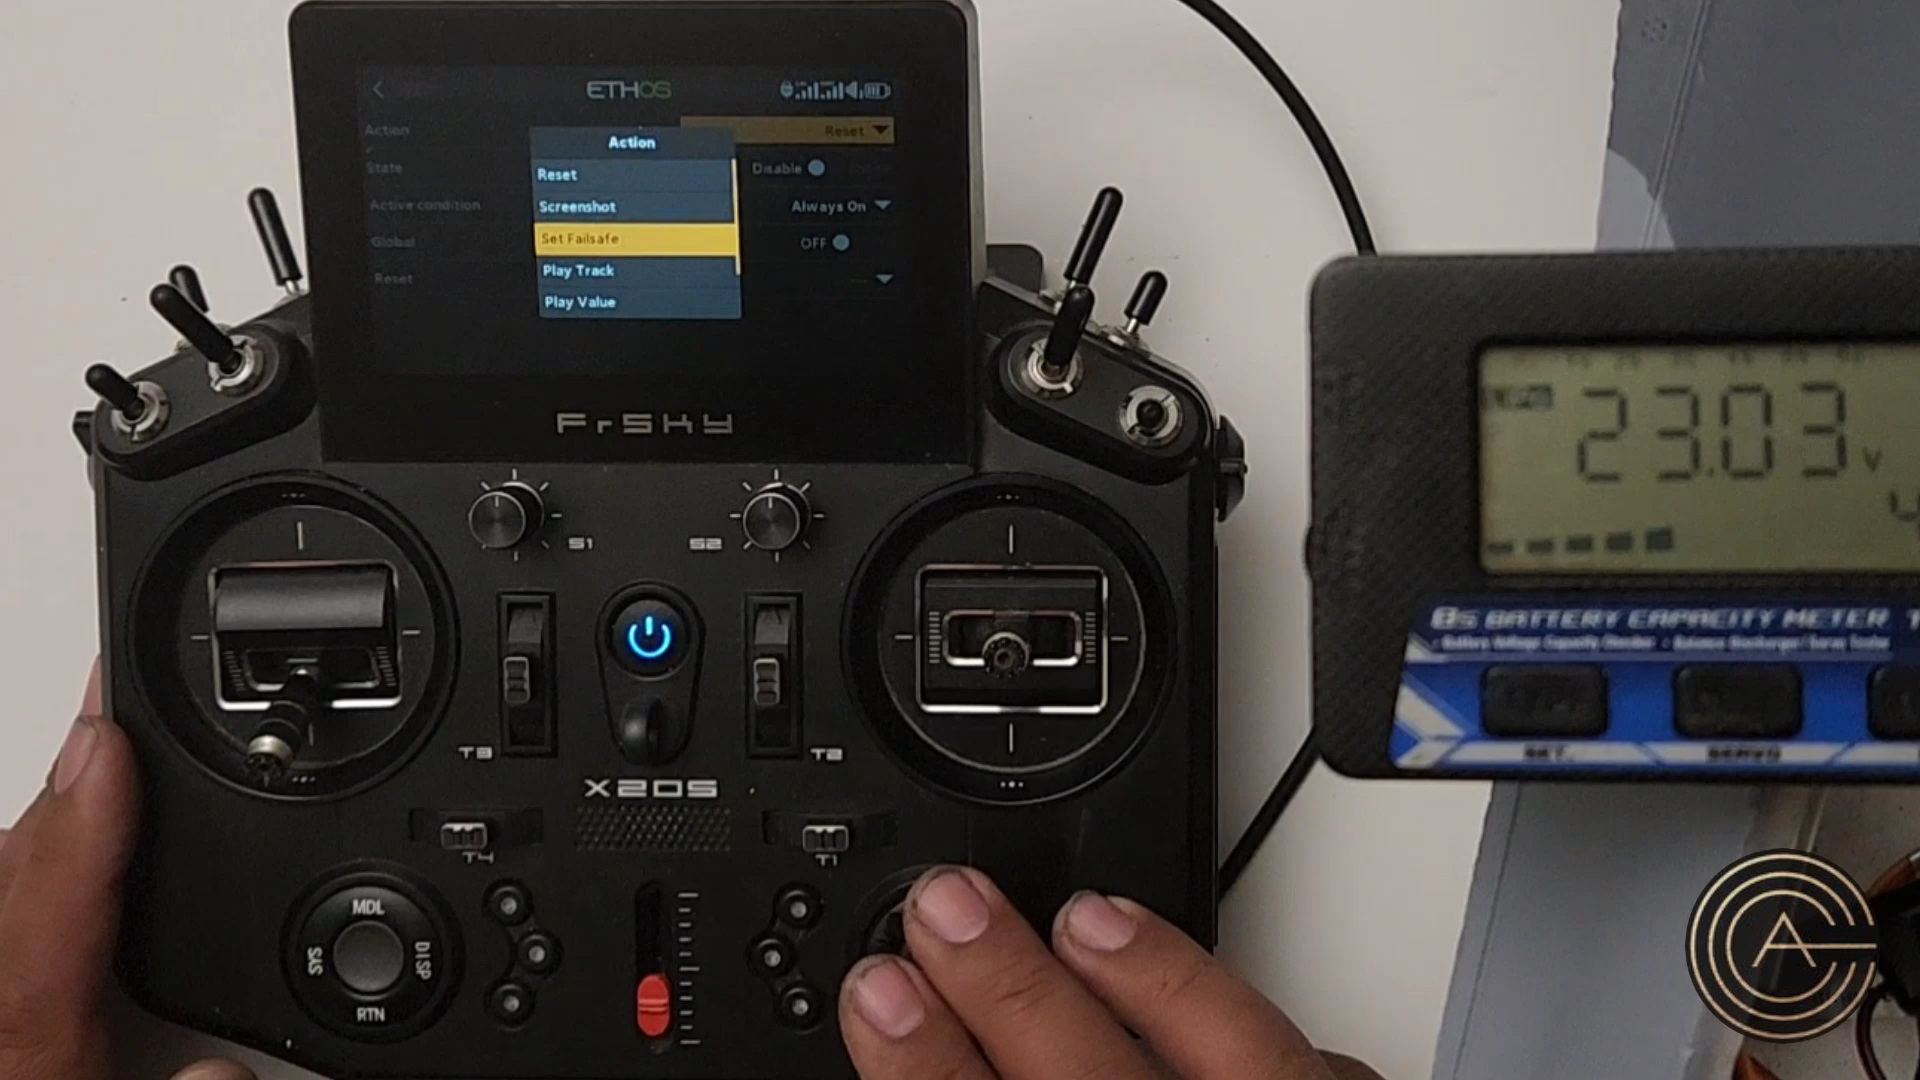 ETHOS
Action
Reset
State
Disable
Active condition
Always On
Global
OFF
Reset
---
Action
Reset
Screenshot
Set Failsafe
Play Track
Play Value
FrSKY
S1
S2
T3
T2
X20S
T4
T1
MDL
SYS
DISP
RTN
23.03 V
8S BATTERY CAPACITY METER
SERVO